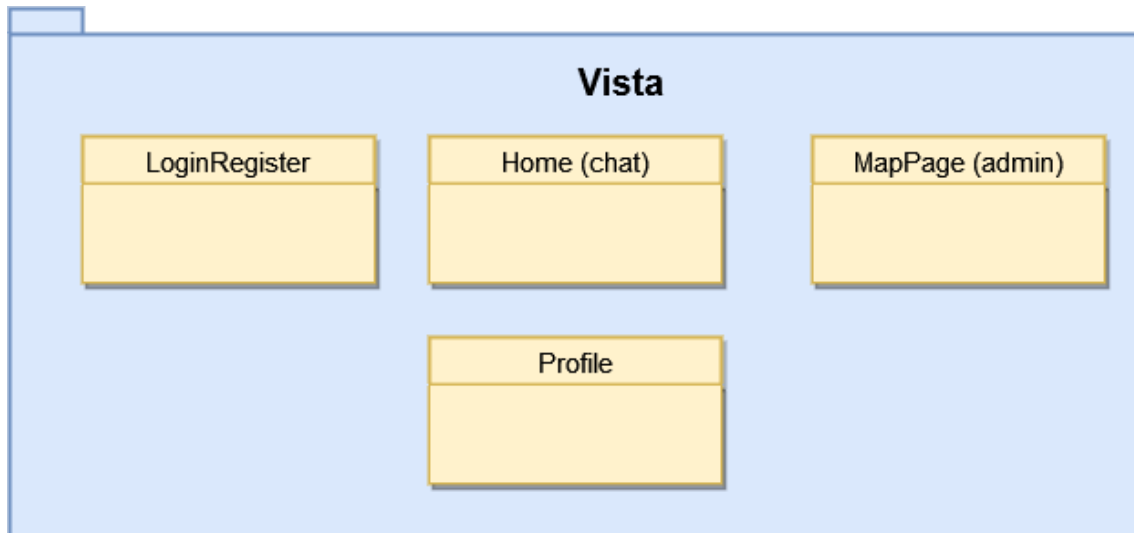 Vista
LoginRegister
Home (chat)
MapPage (admin)
Profile